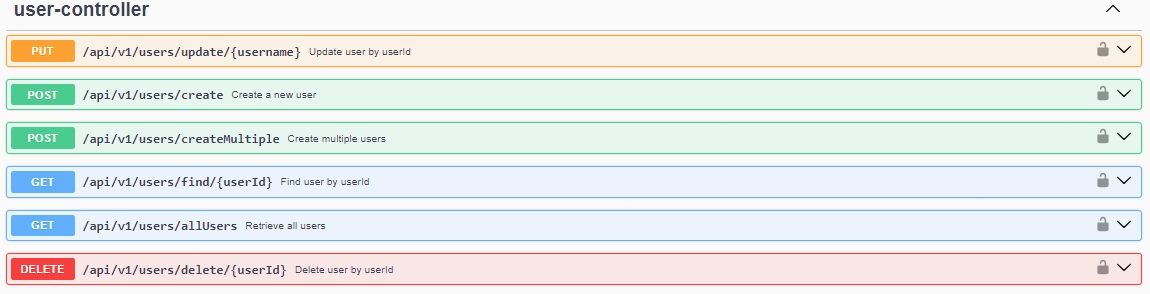 user-controller
PUT /api/v1/users/update/{username} Update user by userId
POST /api/v1/users/create Create a new user
POST /api/v1/users/createMultiple Create multiple users
GET /api/v1/users/find/{userId} Find user by userId
GET /api/v1/users/allUsers Retrieve all users
DELETE /api/v1/users/delete/{userId} Delete user by userId